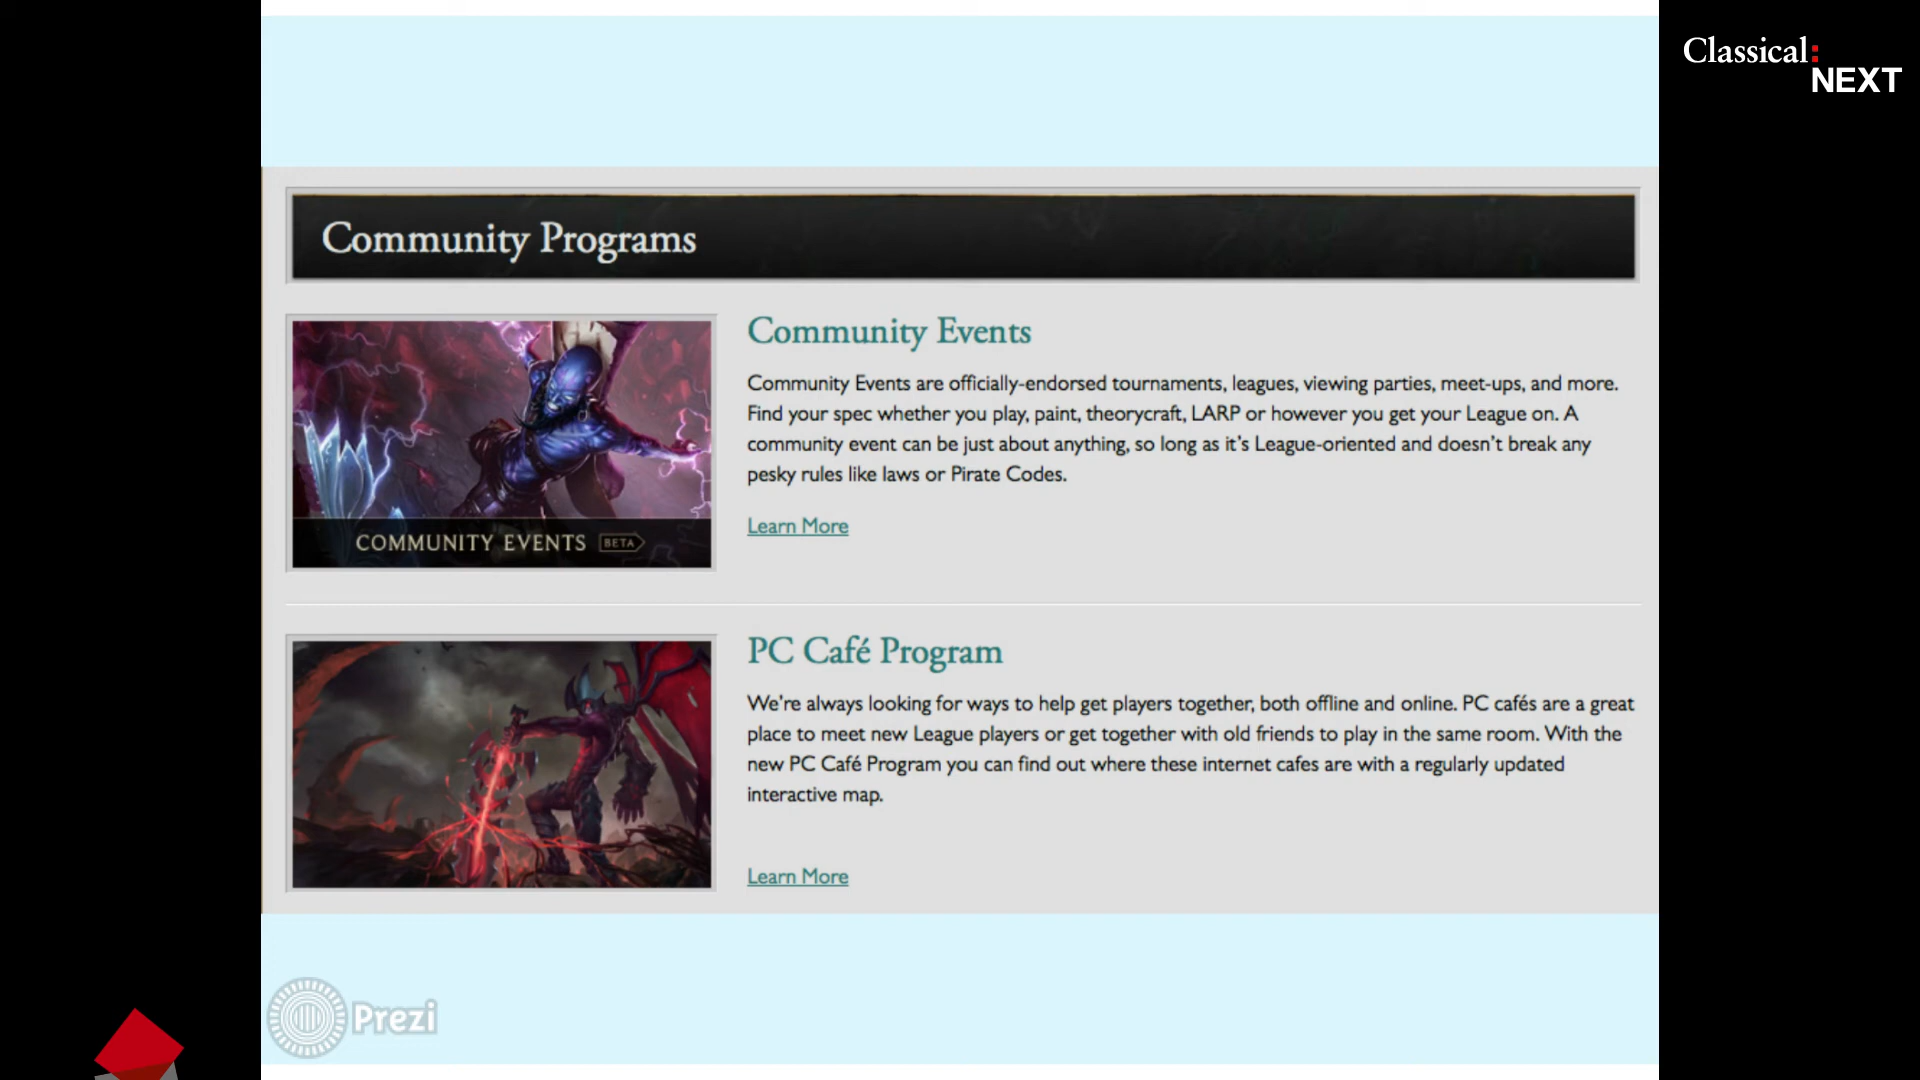 Classical:
NEXT
Community Programs
Community Events
Community Events are officially-endorsed tournaments, leagues, viewing parties, meet-ups, and more.
Find your spec whether you play, paint, theorycraft, LARP or however you get your League on. A
community event can be just about anything, so long as it's League-oriented and doesn't break any
pesky rules like laws or Pirate Codes.
Learn More
COMMUNITY EVENTS BETA
PC Café Program
We're always looking for ways to help get players together, both offline and online. PC cafés are a great
place to meet new League players or get together with old friends to play in the same room. With the
new PC Café Program you can find out where these internet cafes are with a regularly updated
interactive map.
Learn More
Prezi